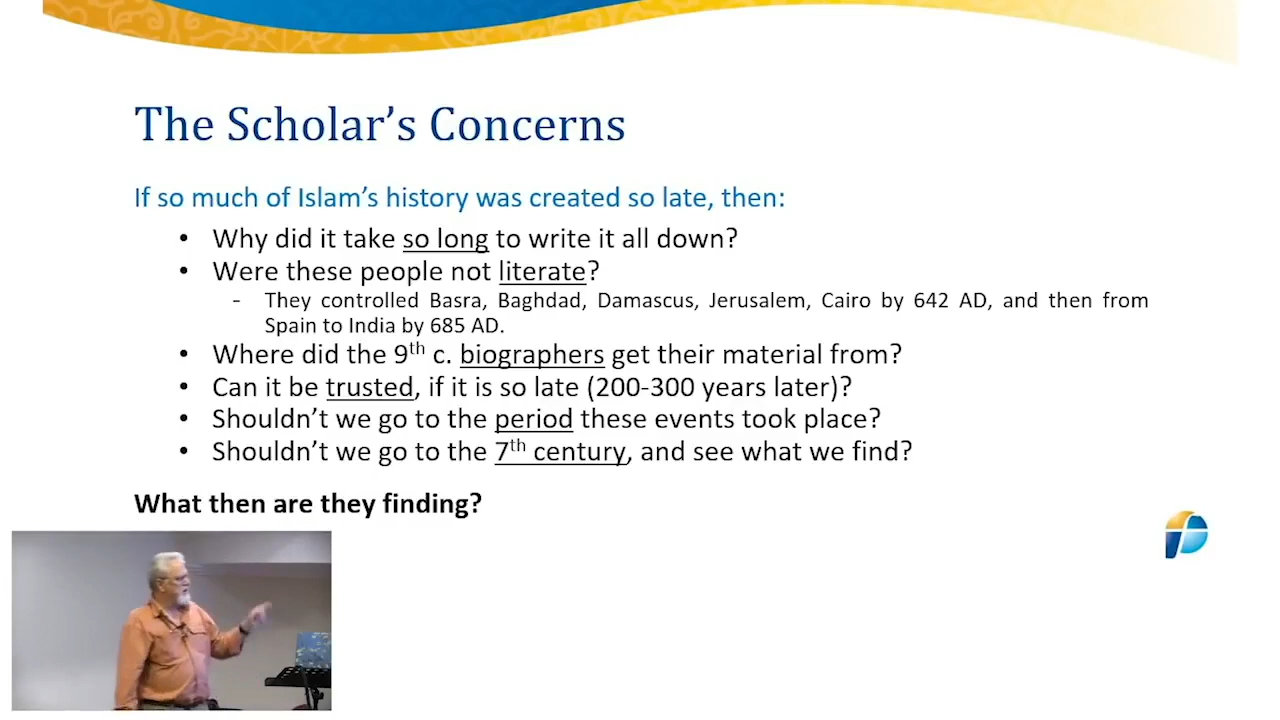 The Scholar's Concerns
If so much of Islam's history was created so late, then:
• Why did it take so long to write it all down?
• Were these people not literate?
- They controlled Basra, Baghdad, Damascus, Jerusalem, Cairo by 642 AD, and then from
Spain to India by 685 AD.
• Where did the 9th c. biographers get their material from?
• Can it be trusted, if it is so late (200-300 years later)?
• Shouldn't we go to the period these events took place?
• Shouldn't we go to the 7th century, and see what we find?
What then are they finding?